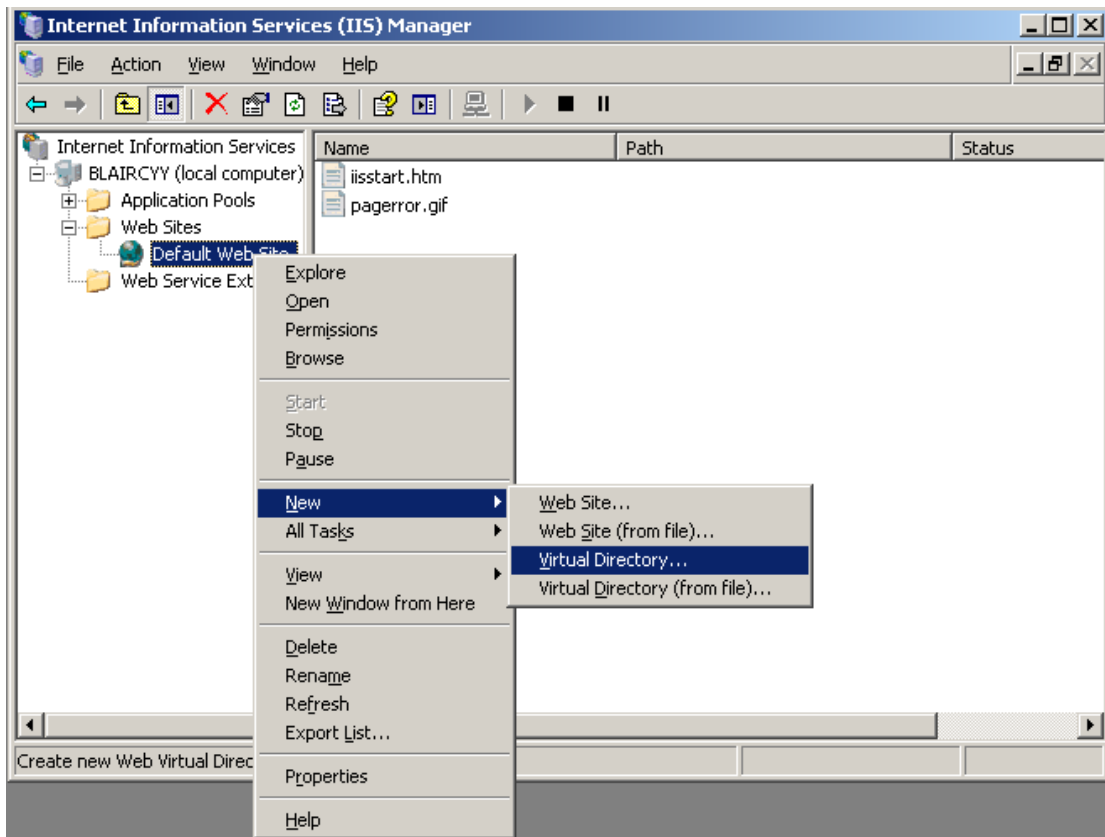 Internet Information Services (IIS) Manager
File Action View Window Help
Internet Information Services
Name Path Status
BLAIRCYY (local computer)
iisstart.htm
Application Pools
pagerror.gif
Web Sites
Default Web Site
Web Service Ext
Explore
Open
Permissions
Browse
Start
Stop
Pause
New
All Tasks
View
New Window from Here
Delete
Rename
Refresh
Export List...
Properties
Help
Web Site...
Web Site (from file)...
Virtual Directory...
Virtual Directory (from file)...
Create new Web Virtual Direc